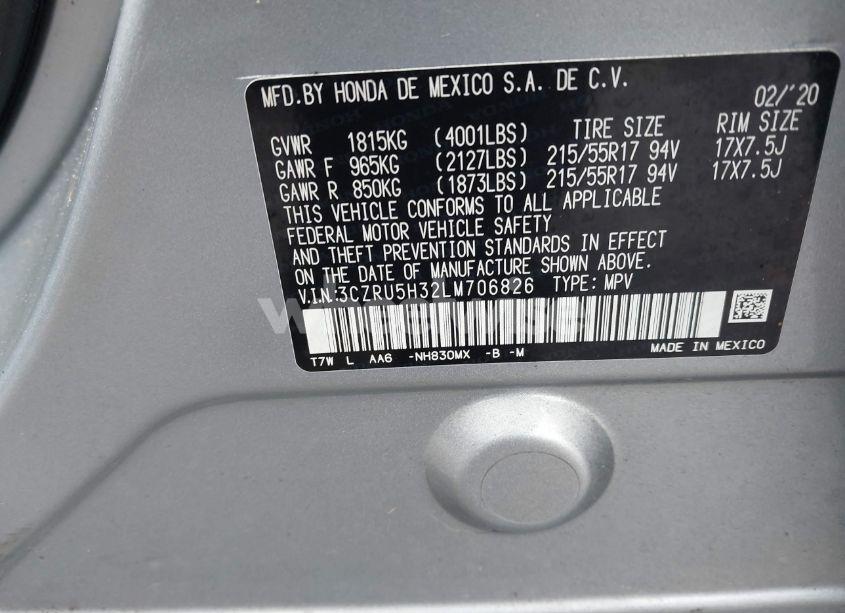 MFD.BY HONDA DE MEXICO S.A. DE C.V. 02/'20
GVWR 1815KG (4001LBS) TIRE SIZE RIM SIZE
GAWR F 965KG (2127LBS) 215/55R17 94V 17X7.5J
GAWR R 850KG (1873LBS) 215/55R17 94V 17X7.5J
THIS VEHICLE CONFORMS TO ALL APPLICABLE
FEDERAL MOTOR VEHICLE SAFETY
AND THEFT PREVENTION STANDARDS IN EFFECT
ON THE DATE OF MANUFACTURE SHOWN ABOVE.
V.I.N.:3CZRU5H32LM706826 TYPE: MPV
T7W L AA6 -NH830MX -B -M MADE IN MEXICO